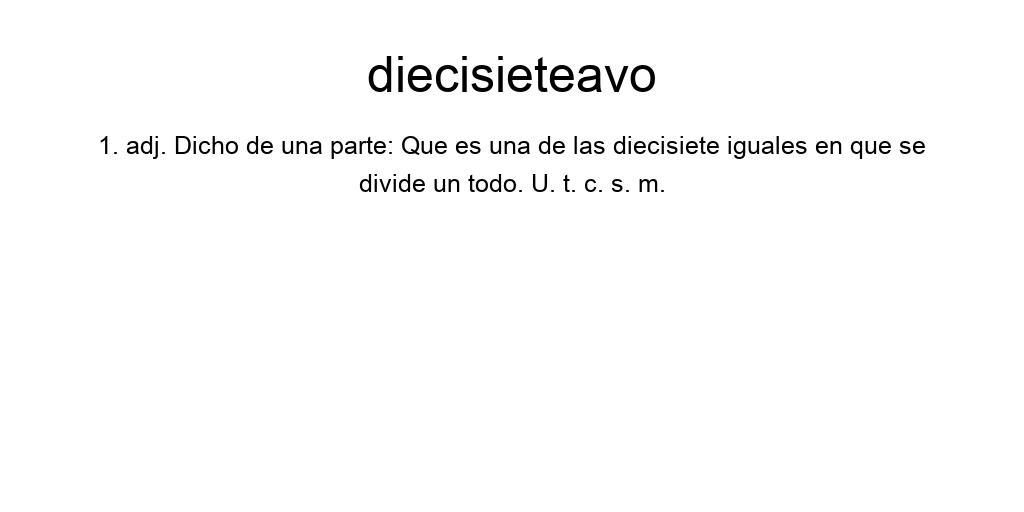 diecisieteavo
1. adj. Dicho de una parte: Que es una de las diecisiete iguales en que se
divide un todo. U. t. c. s. m.